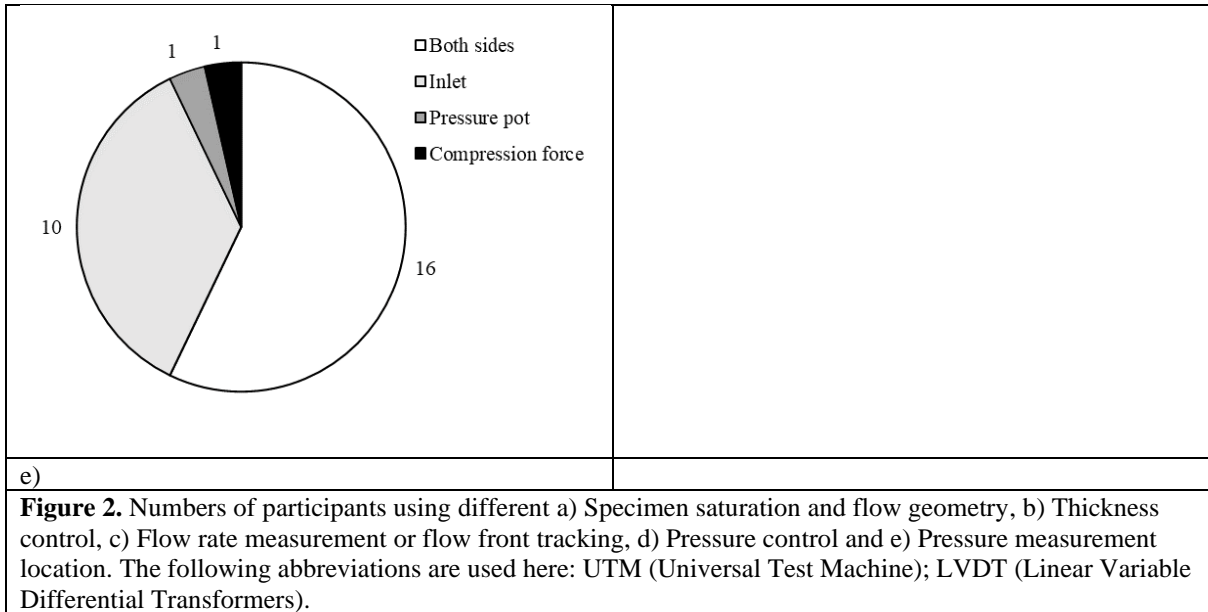 1
1
Both sides
Inlet
Pressure pot
Compression force
10
16
e)
Figure 2. Numbers of participants using different a) Specimen saturation and flow geometry, b) Thickness
control, c) Flow rate measurement or flow front tracking, d) Pressure control and e) Pressure measurement
location. The following abbreviations are used here: UTM (Universal Test Machine); LVDT (Linear Variable
Differential Transformers).